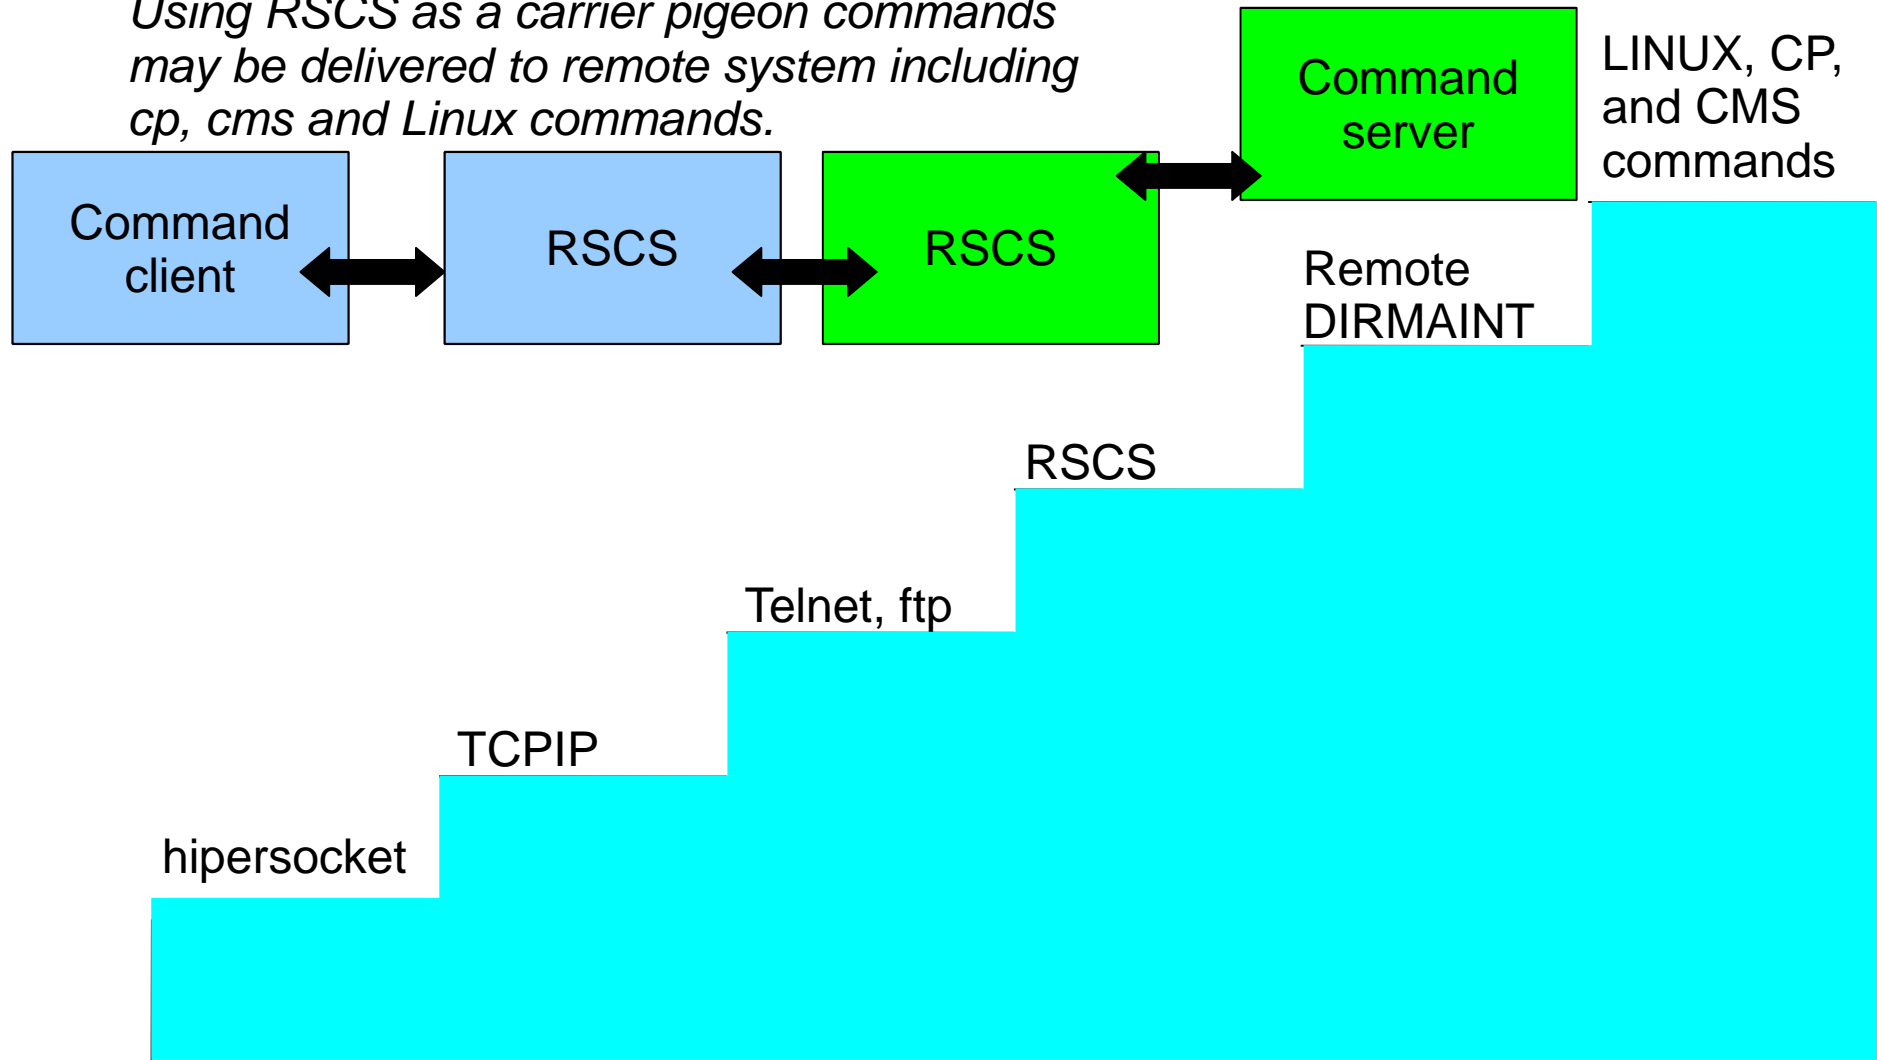 Using RSCS as a carrier pigeon commands
may be delivered to remote system including
cp, cms and Linux commands.
Command
client
RSCS
RSCS
Command
server
LINUX, CP,
and CMS
commands
Remote
DIRMAINT
RSCS
Telnet, ftp
TCPIP
hipersocket